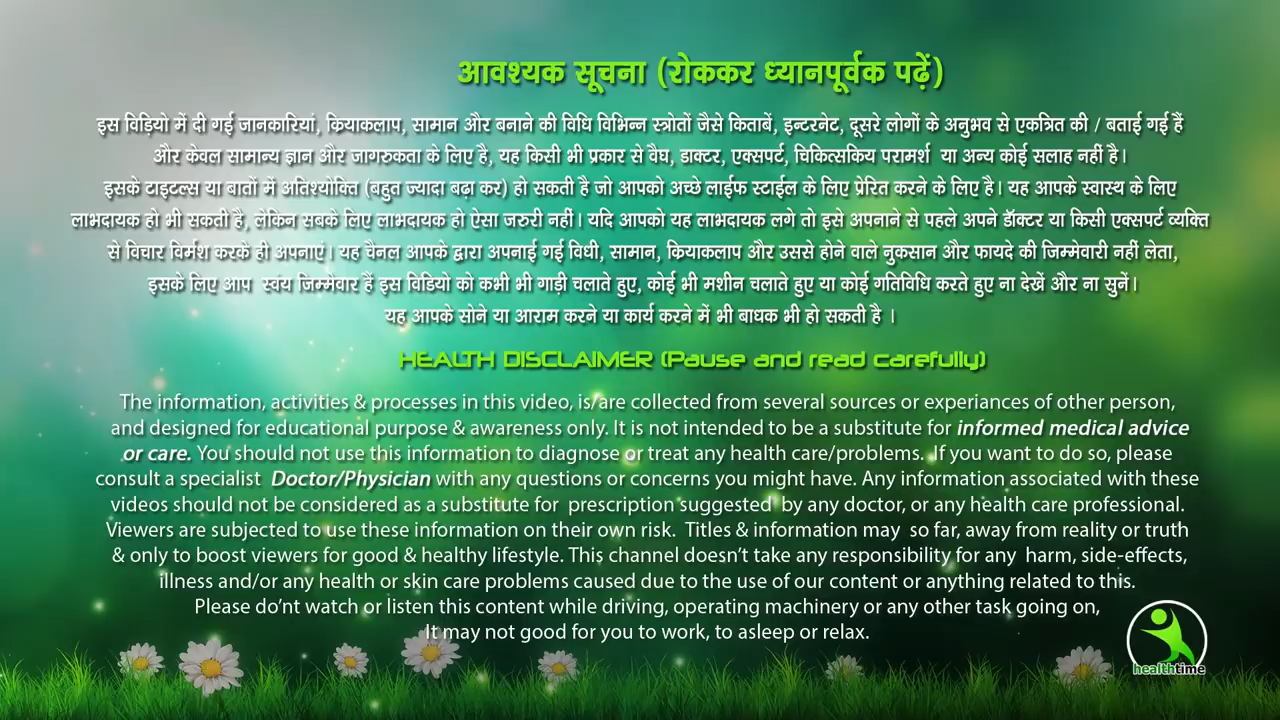 आवश्यक सूचना (रोककर ध्यानपूर्वक पढ़ें)
इस विड़ियो में दी गई जानकारियां, क्रियाकलाप, सामान और बनाने की विधि विभिन्न स्त्रोतों जैसे किताबें, इन्टरनेट, दूसरे लोगों के अनुभव से एकत्रित की / बताई गई हैं
और केवल सामान्य ज्ञान और जागरुकता के लिए है, यह किसी भी प्रकार से वैघ, डाक्टर, एक्सपर्ट, चिकित्सकिय परामर्श या अन्य कोई सलाह नहीं है।
इसके टाइटल्स या बातों में अतिश्योक्ति (बहुत ज्यादा बढ़ा कर) हो सकती है जो आपको अच्छे लाईफ स्टाईल के लिए प्रेरित करने के लिए है। यह आपके स्वास्थ के लिए
लाभदायक हो भी सकती है, लेकिन सबके लिए लाभदायक हो ऐसा जरुरी नहीं। यदि आपको यह लाभदायक लगे तो इसे अपनाने से पहले अपने डॉक्टर या किसी एक्सपर्ट व्यक्ति
से विचार विर्मश करके ही अपनाएं। यह चैनल आपके द्वारा अपनाई गई विधी, सामान, क्रियाकलाप और उससे होने वाले नुकसान और फायदे की जिम्मेवारी नहीं लेता,
इसके लिए आप स्वंय जिम्मेवार हैं इस विडियो को कभी भी गाड़ी चलाते हुए, कोई भी मशीन चलाते हुए या कोई गतिविधि करते हुए ना देखें और ना सुनें।
यह आपके सोने या आराम करने या कार्य करने में भी बाधक भी हो सकती है ।
HEALTH DISCLAIMER (Pause and read carefully)
The information, activities & processes in this video, is/are collected from several sources or experiances of other person,
and designed for educational purpose & awareness only. It is not intended to be a substitute for informed medical advice
or care. You should not use this information to diagnose or treat any health care/problems. If you want to do so, please
consult a specialist Doctor/Physician with any questions or concerns you might have. Any information associated with these
videos should not be considered as a substitute for prescription suggested by any doctor, or any health care professional.
Viewers are subjected to use these information on their own risk. Titles & information may so far, away from reality or truth
& only to boost viewers for good & healthy lifestyle. This channel doesn't take any responsibility for any harm, side-effects,
illness and/or any health or skin care problems caused due to the use of our content or anything related to this.
Please do'nt watch or listen this content while driving, operating machinery or any other task going on,
It may not good for you to work, to asleep or relax.
healthtime